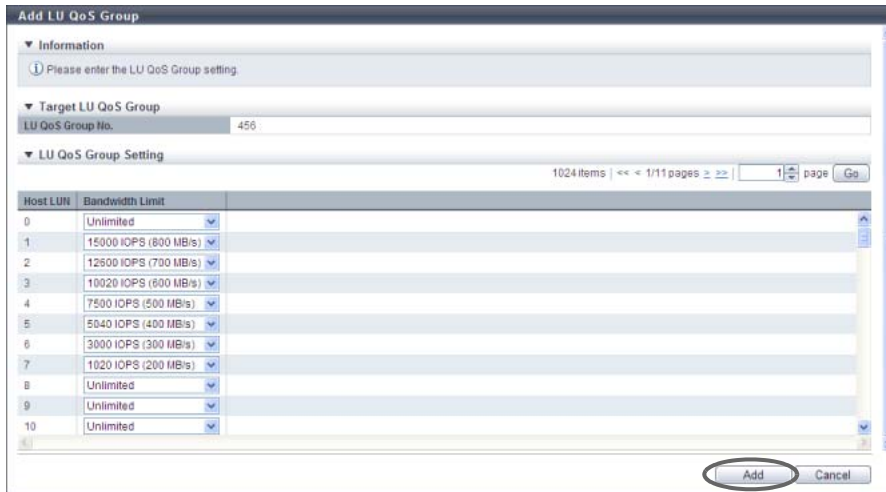 Add LU QoS Group
▼ Information
Please enter the LU QoS Group setting.
▼ Target LU QoS Group
LU QoS Group No. 456
▼ LU QoS Group Setting
1024 items | << < 1/11 pages > >> | 1 page Go
Host LUN Bandwidth Limit
0 Unlimited
1 15000 IOPS (800 MB/s)
2 12600 IOPS (700 MB/s)
3 10020 IOPS (600 MB/s)
4 7500 IOPS (500 MB/s)
5 5040 IOPS (400 MB/s)
6 3000 IOPS (300 MB/s)
7 1020 IOPS (200 MB/s)
8 Unlimited
9 Unlimited
10 Unlimited
Add Cancel